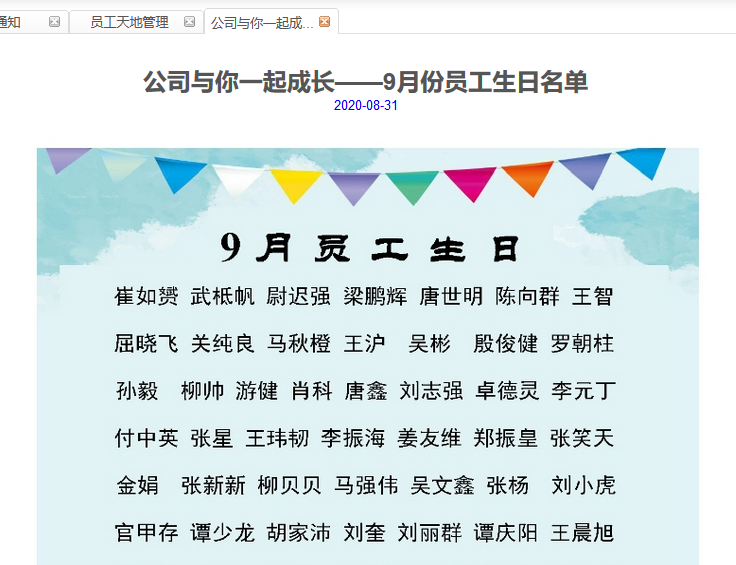 通知
员工天地管理
公司与你一起成...
公司与你一起成长——9月份员工生日名单
2020-08-31
9月员工生日
崔如赟 武柢帆 尉迟强 梁鹏辉 唐世明 陈向群 王智
屈晓飞 关纯良 马秋橙 王沪 吴彬 殷俊健 罗朝柱
孙毅 柳帅 游健 肖科 唐鑫 刘志强 卓德灵 李元丁
付中英 张星 王玮韧 李振海 姜友维 郑振皇 张笑天
金娟 张新新 柳贝贝 马强伟 吴文鑫 张杨 刘小虎
官甲存 谭少龙 胡家沛 刘奎 刘丽群 谭庆阳 王晨旭